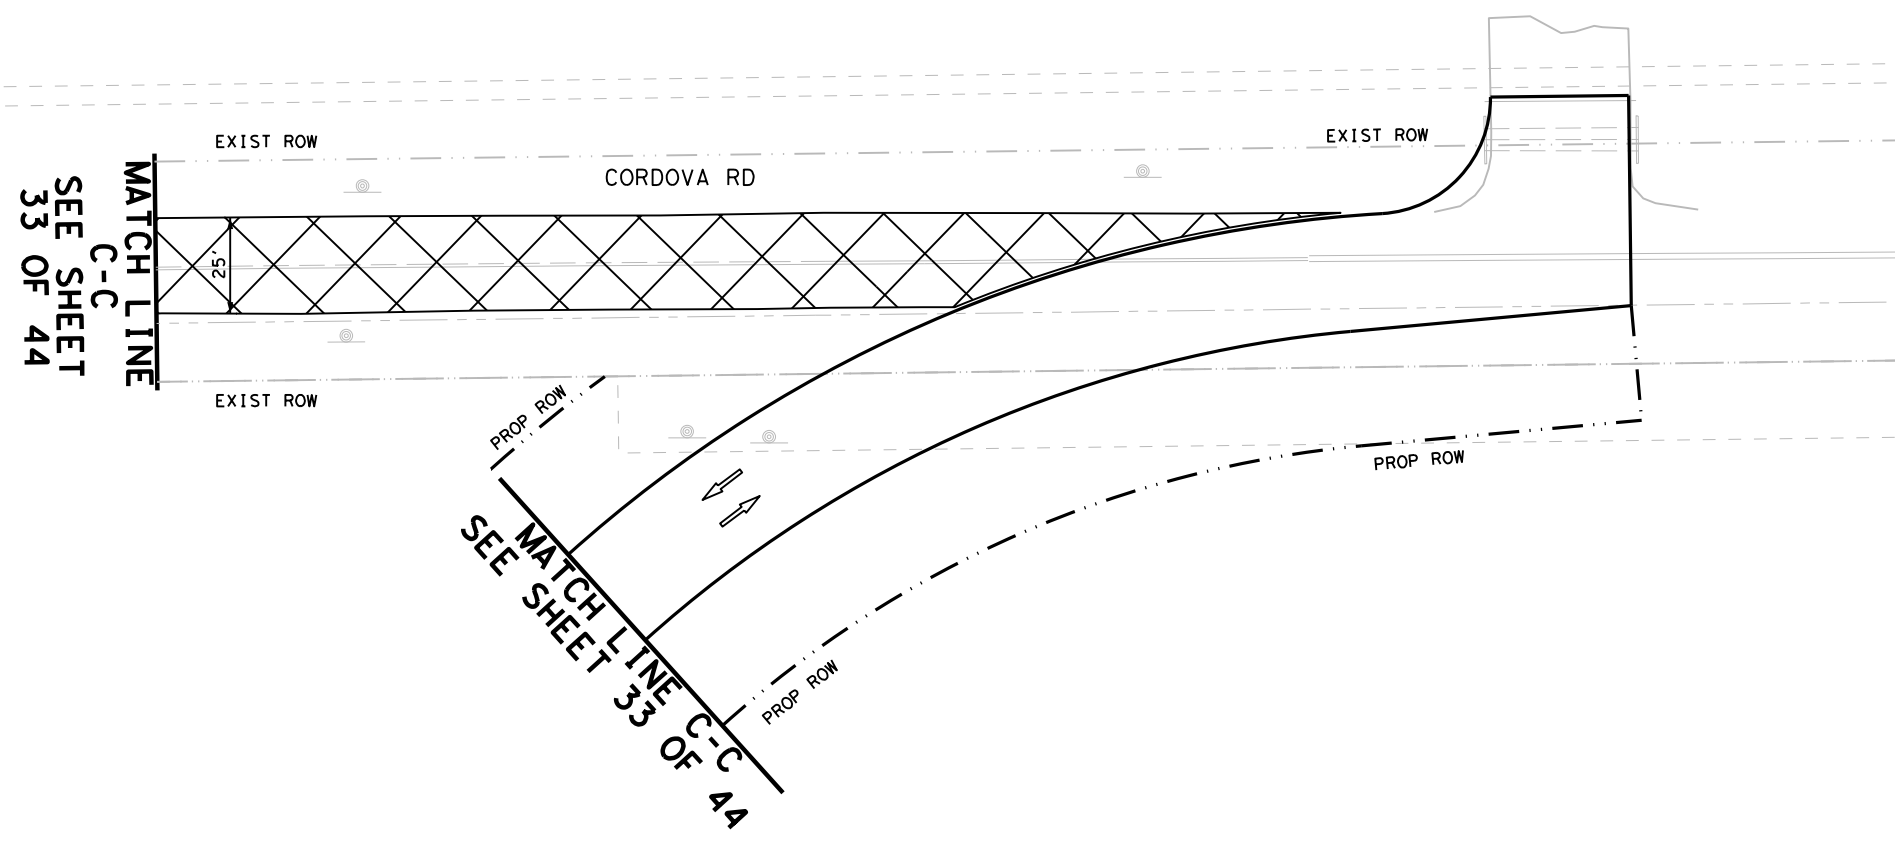 EXIST ROW
EXIST ROW
CORDOVA RD
MATCH LINE
C-C
SEE SHEET
33 OF 44
25'
EXIST ROW
PROP ROW
PROP ROW
MATCH LINE C-C
SEE SHEET 33 OF 44
PROP ROW